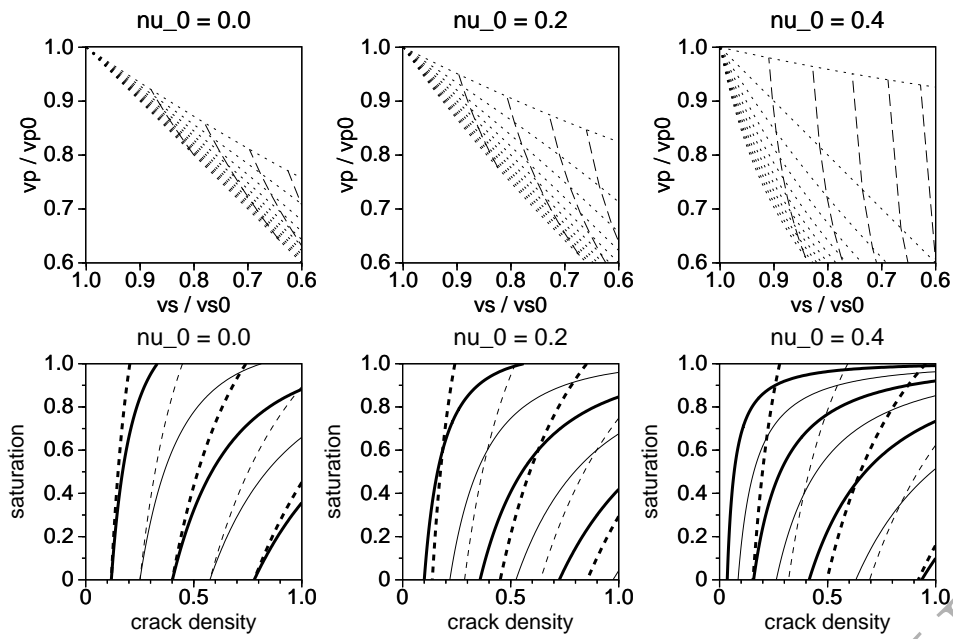 nu_0 = 0.0 nu_0 = 0.2 nu_0 = 0.4
1.0 1.0 1.0
0.9 0.9 0.9
0.8 0.8 0.8
0.7 0.7 0.7
0.6 0.6 0.6
vp / vp0 vp / vp0 vp / vp0
1.0 0.9 0.8 0.7 0.6 1.0 0.9 0.8 0.7 0.6 1.0 0.9 0.8 0.7 0.6
vs / vs0 vs / vs0 vs / vs0
nu_0 = 0.0 nu_0 = 0.2 nu_0 = 0.4
1.0 1.0 1.0
0.8 0.8 0.8
0.6 0.6 0.6
0.4 0.4 0.4
0.2 0.2 0.2
0 0 0
saturation saturation saturation
0 0.5 1.0 0 0.5 1.0 0 0.5 1.0
crack density crack density crack density